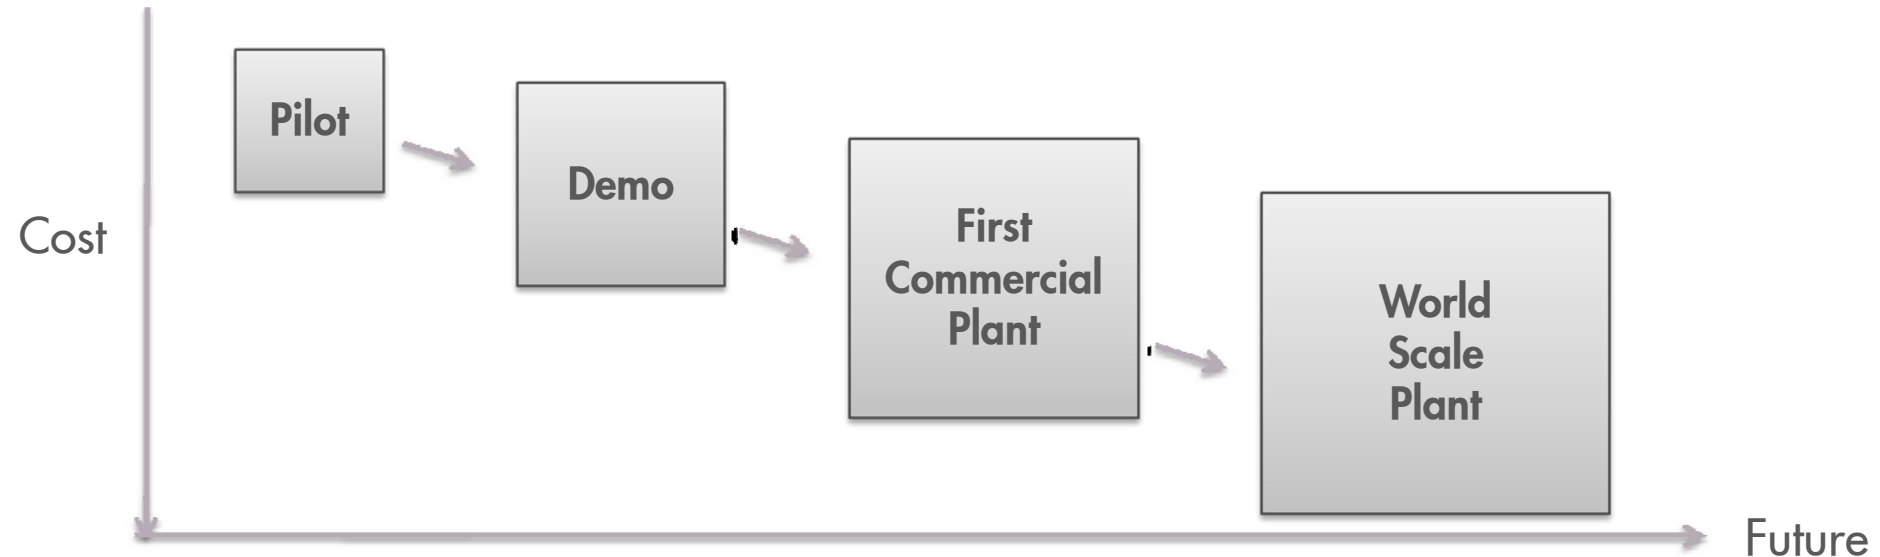 Pilot
Demo
First
Commercial
Plant
World
Scale
Plant
Cost
Future